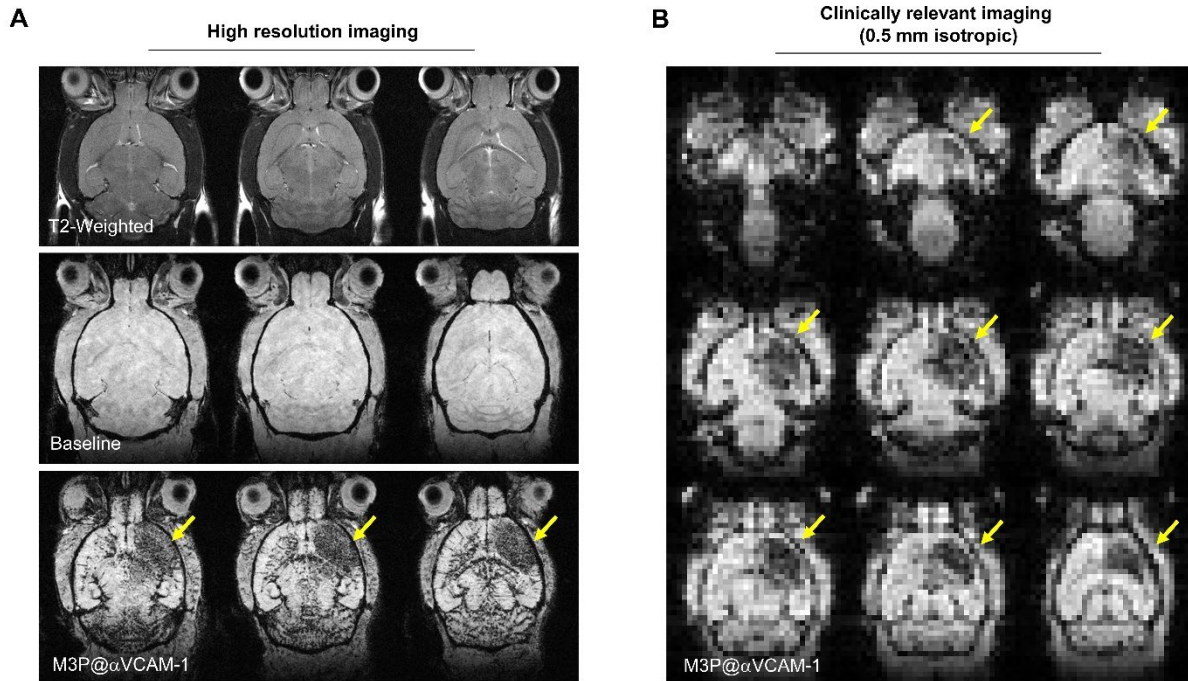 A
High resolution imaging
T2-Weighted
Baseline
M3P@αVCAM-1
B
Clinically relevant imaging
(0.5 mm isotropic)
M3P@αVCAM-1